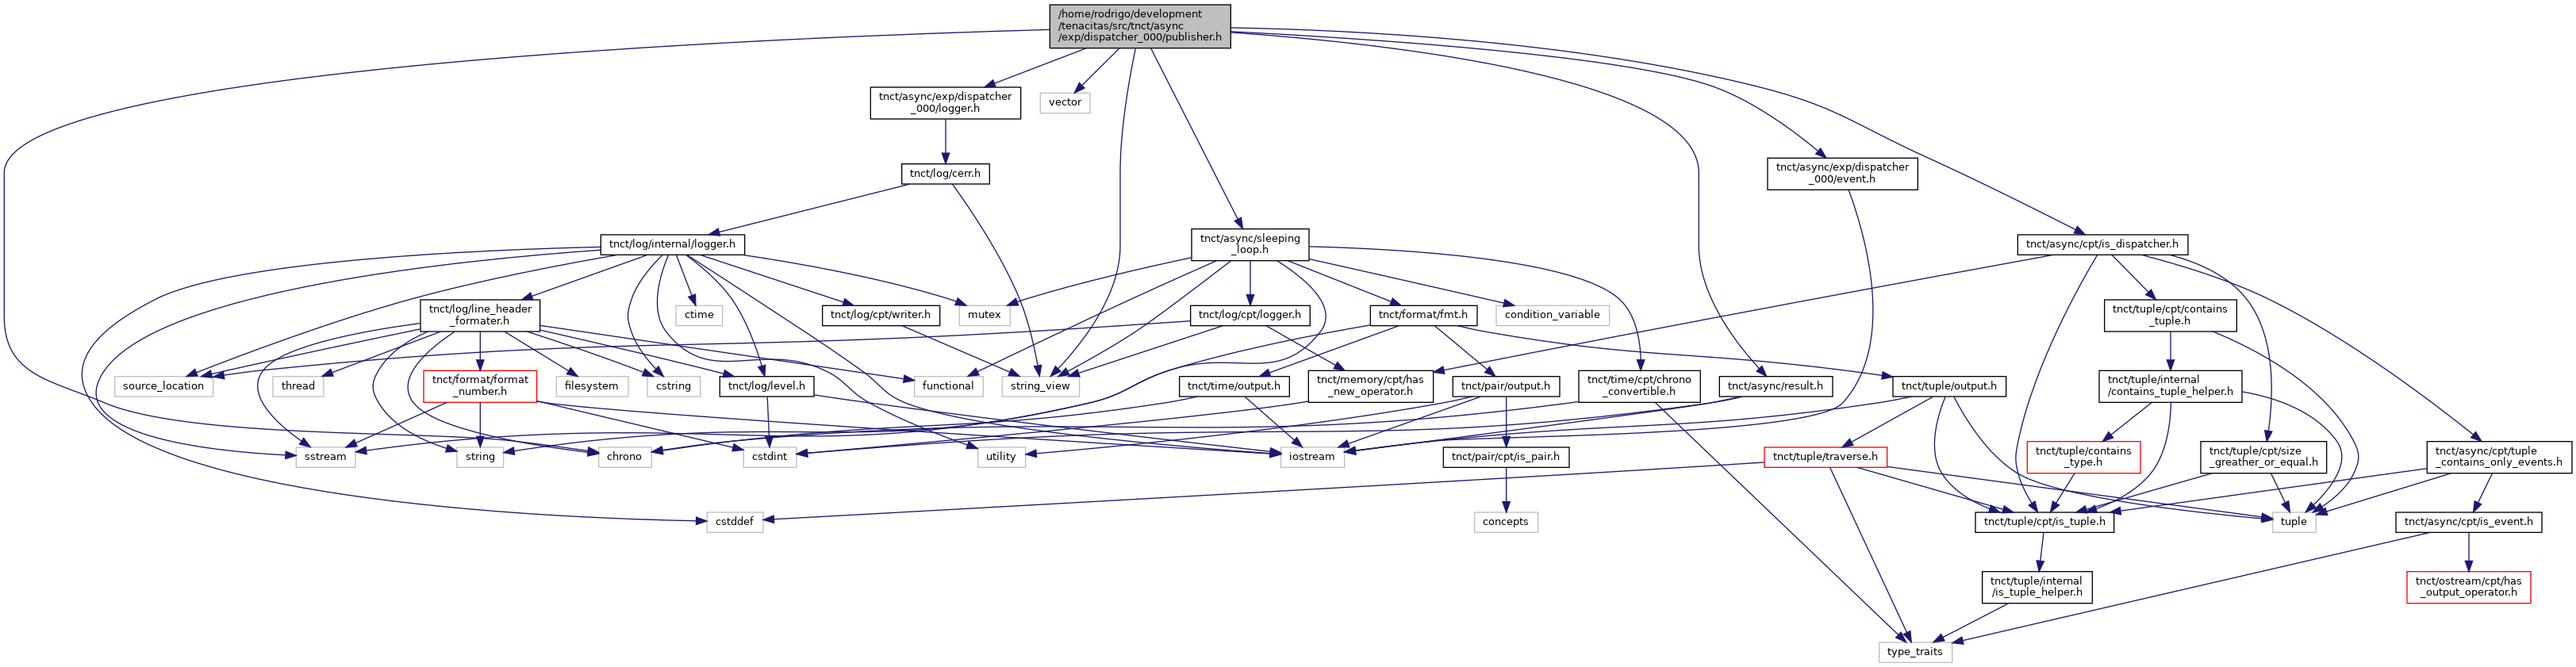 /home/rodrigo/development
/tenacitas/src/tnct/async
/exp/dispatcher_000/publisher.h
tnct/async/exp/dispatcher
_000/logger.h
vector
tnct/log/cerr.h
tnct/async/exp/dispatcher
_000/event.h
tnct/log/internal/logger.h
tnct/async/sleeping
_loop.h
tnct/async/cpt/is_dispatcher.h
tnct/log/line_header
_formater.h
ctime
tnct/log/cpt/writer.h
mutex
tnct/log/cpt/logger.h
tnct/format/fmt.h
condition_variable
tnct/tuple/cpt/contains
_tuple.h
source_location
thread
tnct/format/format
_number.h
filesystem
cstring
tnct/log/level.h
functional
string_view
tnct/time/output.h
tnct/memory/cpt/has
_new_operator.h
tnct/pair/output.h
tnct/time/cpt/chrono
_convertible.h
tnct/async/result.h
tnct/tuple/output.h
tnct/tuple/internal
/contains_tuple_helper.h
sstream
string
chrono
cstdint
utility
iostream
tnct/pair/cpt/is_pair.h
tnct/tuple/traverse.h
tnct/tuple/contains
_type.h
tnct/tuple/cpt/size
_greather_or_equal.h
tnct/async/cpt/tuple
_contains_only_events.h
cstddef
concepts
tnct/tuple/cpt/is_tuple.h
tuple
tnct/async/cpt/is_event.h
tnct/tuple/internal
/is_tuple_helper.h
tnct/ostream/cpt/has
_output_operator.h
type_traits